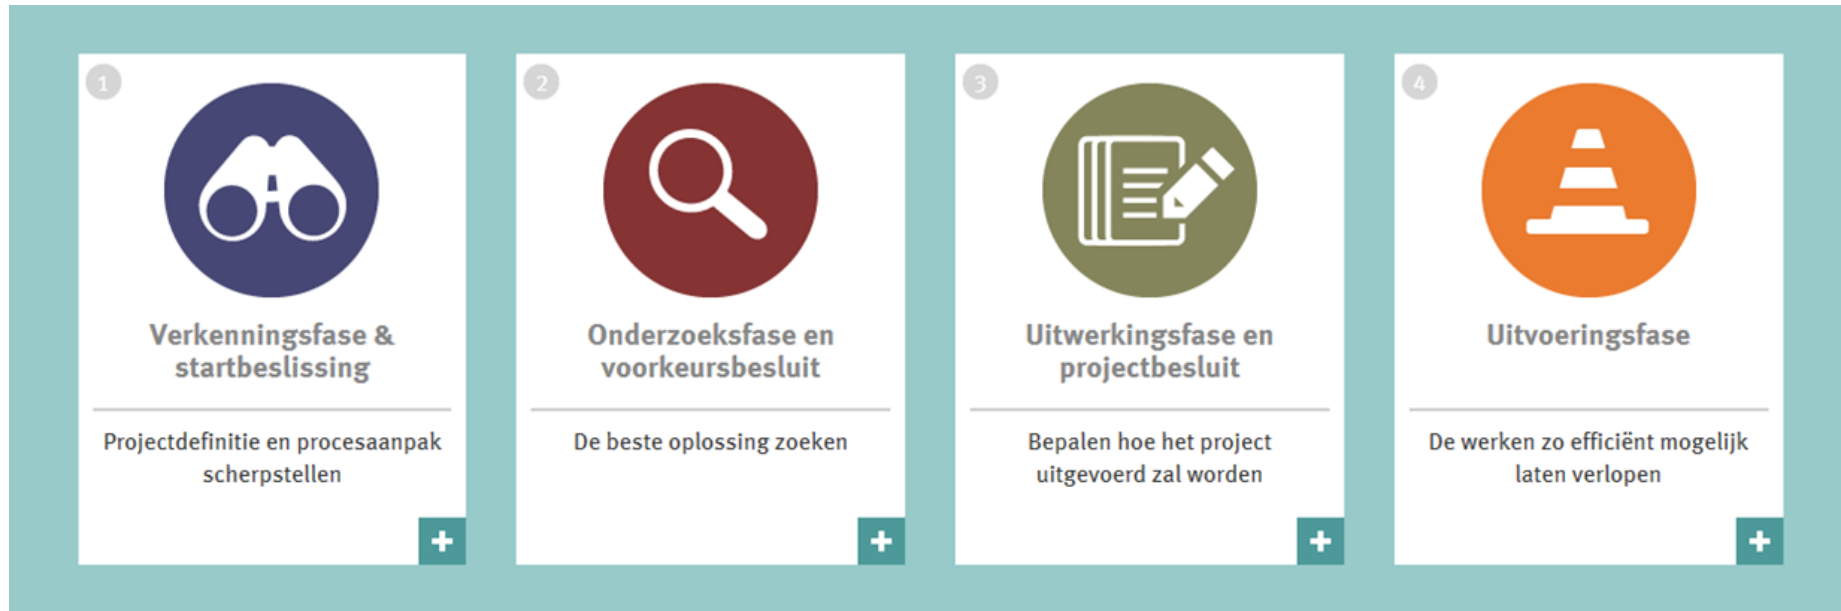 1
Verkenningsfase &
startbeslissing
Projectdefinitie en procesaanpak
scherpstellen
2
Onderzoeksfase en
voorkeursbesluit
De beste oplossing zoeken
3
Uitwerkingsfase en
projectbesluit
Bepalen hoe het project
uitgevoerd zal worden
4
Uitvoeringsfase
De werken zo efficiënt mogelijk
laten verlopen